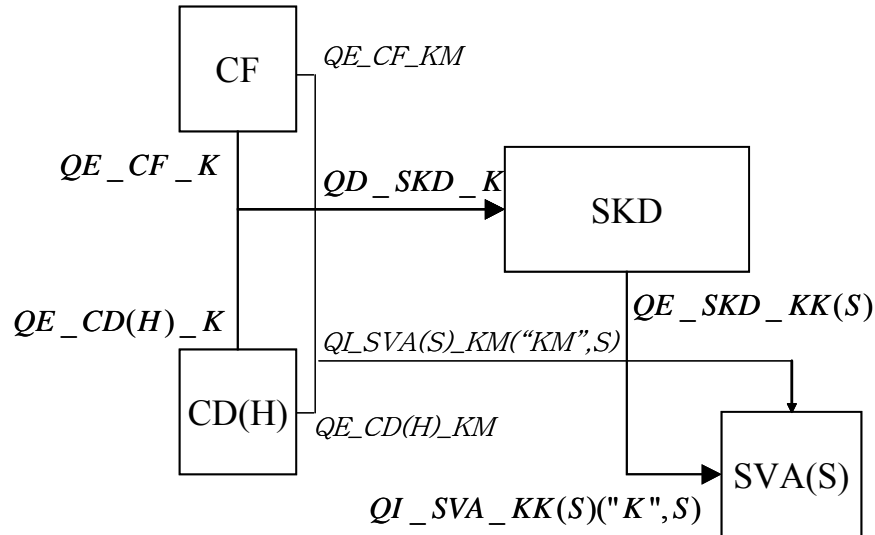 CF
QE_CF_KM
QE_CF_K
QD_SKD_K
SKD
QE_CD(H)_K
QE_SKD_KK(S)
QI_SVA(S)_KM(“KM”,S)
CD(H)
QE_CD(H)_KM
SVA(S)
QI_SVA_KK(S)("K",S)